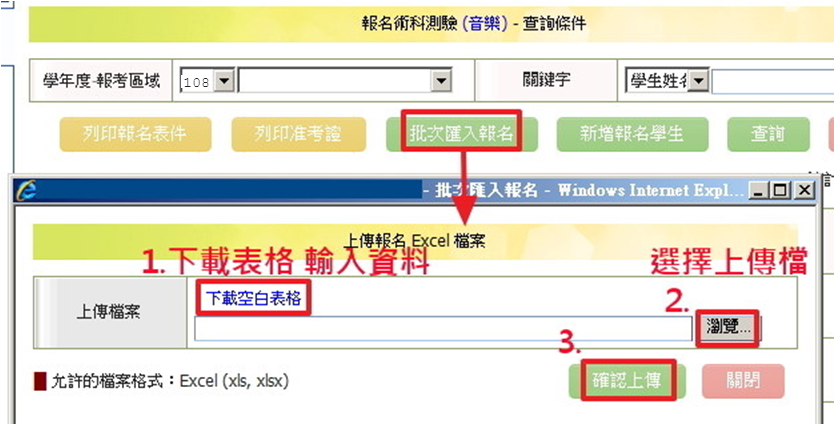 報名術科測驗 (音樂) - 查詢條件
學年度-報考區域 108 關鍵字 學生姓名
列印報名表件 列印准考證 批次匯入報名 新增報名學生 查詢
- 批次匯入報名 - Windows Internet Expl...
上傳報名 Excel 檔案
1.下載表格 輸入資料 選擇上傳檔
下載空白表格 2.
上傳檔案 瀏覽...
3.
■允許的檔案格式：Excel (xls, xlsx) 確認上傳 關閉